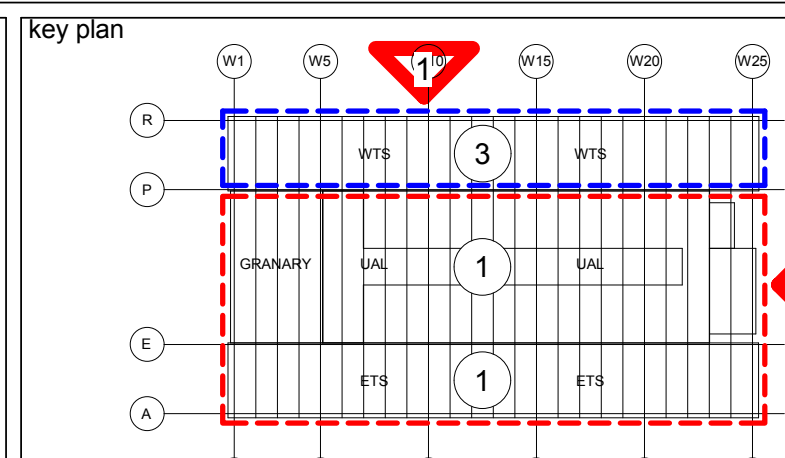 key plan
W1 W5 W15 W20 W25
1
R
WTS 3 WTS
P
GRANARY UAL 1 UAL
E
ETS 1 ETS
A